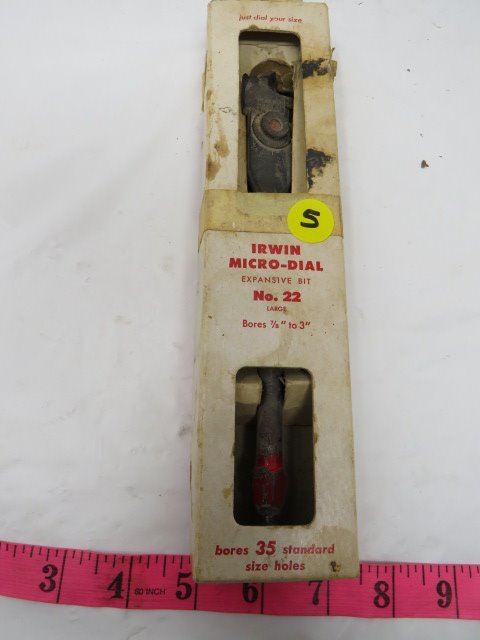 just dial your size
S
IRWIN
MICRO-DIAL
EXPANSIVE BIT
No. 22
LARGE
Bores 7/8" to 3"
bores 35 standard
size holes
3 4 60 INCH 5 6 7 8 9